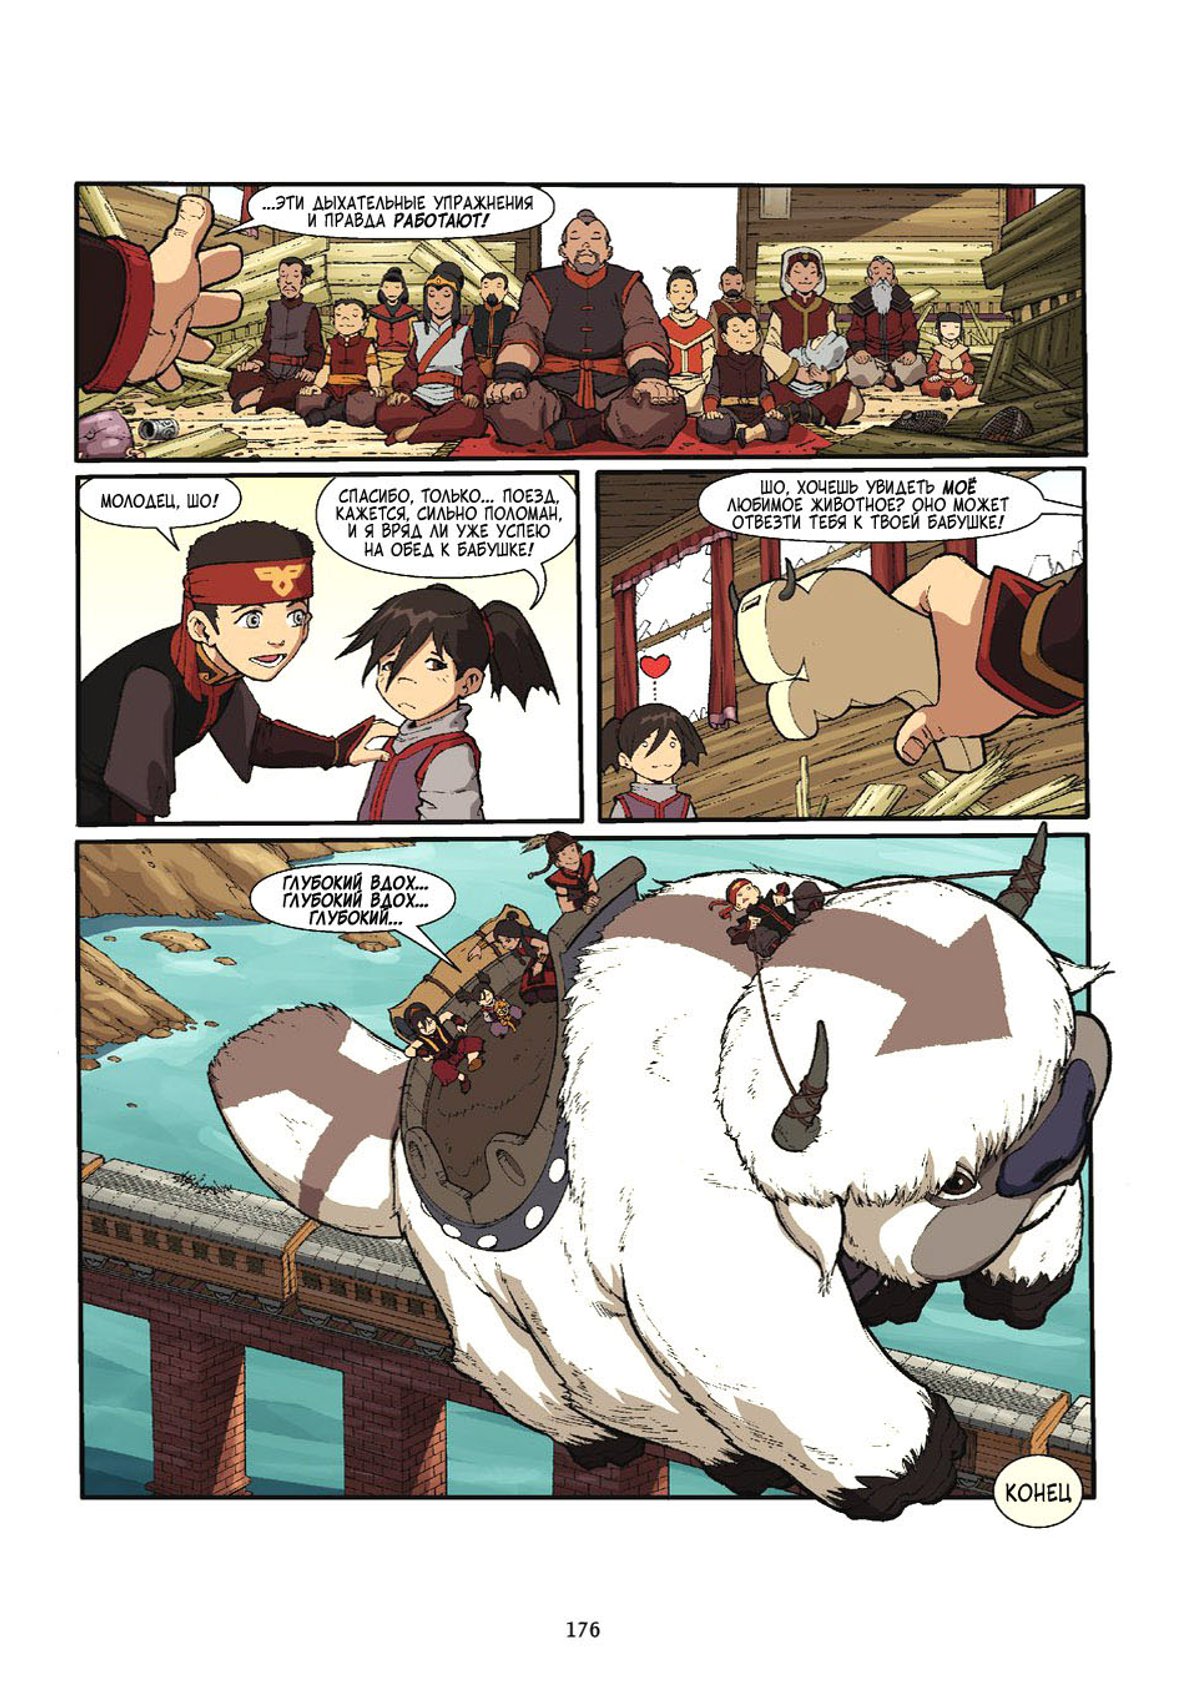 ...ЭТИ ДЫХАТЕЛЬНЫЕ УПРАЖНЕНИЯ
И ПРАВДА РАБОТАЮТ!
МОЛОДЕЦ, ШО!
СПАСИБО, ТОЛЬКО... ПОЕЗД,
КАЖЕТСЯ, СИЛЬНО ПОЛОМАН,
И Я ВРЯД ЛИ УЖЕ УСПЕЮ
НА ОБЕД К БАБУШКЕ!
ШО, ХОЧЕШЬ УВИДЕТЬ МОЁ
ЛЮБИМОЕ ЖИВОТНОЕ? ОНО МОЖЕТ
ОТВЕЗТИ ТЕБЯ К ТВОЕЙ БАБУШКЕ!
ГЛУБОКИЙ ВДОХ...
ГЛУБОКИЙ ВДОХ...
ГЛУБОКИЙ...
КОНЕЦ
176